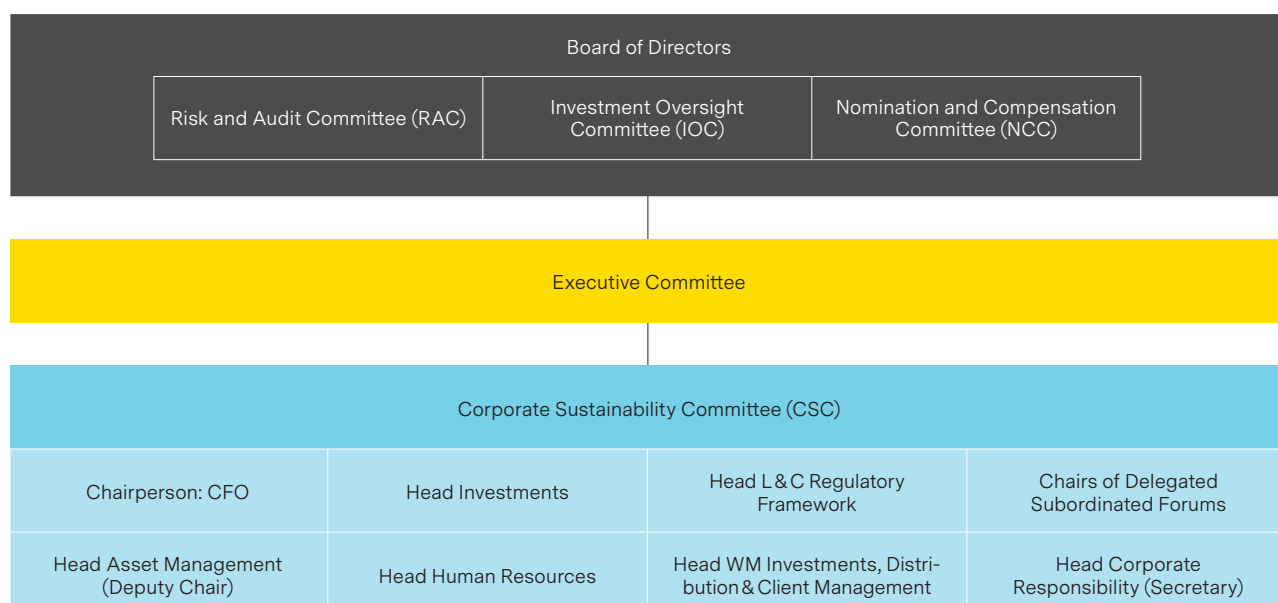 Board of Directors
Risk and Audit Committee (RAC)
Investment Oversight
Committee (IOC)
Nomination and Compensation
Committee (NCC)
Executive Committee
Corporate Sustainability Committee (CSC)
Chairperson: CFO
Head Investments
Head L & C Regulatory
Framework
Chairs of Delegated
Subordinated Forums
Head Asset Management
(Deputy Chair)
Head Human Resources
Head WM Investments, Distri-
bution & Client Management
Head Corporate
Responsibility (Secretary)